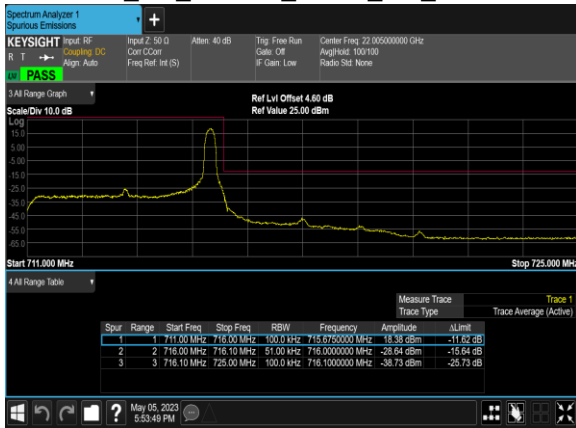 Spectrum Analyzer 1
Spurious Emissions
KEYSIGHT Input: RF Input Z: 50 Ω Atten: 40 dB Trig: Free Run Center Freq: 22.005000000 GHz
R T Coupling: DC Corr CCorr Gate: Off Avg|Hold: 100/100
Align: Auto Freq Ref: Int (S) IF Gain: Low Radio Std: None
PASS
3 All Range Graph
Ref Lvl Offset 4.60 dB
Scale/Div 10.0 dB Ref Value 25.00 dBm
Log
15.0
5.00
-5.00
-15.0
-25.0
-35.0
-45.0
-55.0
-65.0
Start 711.000 MHz Stop 725.000 MHz
4 All Range Table
Measure Trace Trace 1
Trace Type Trace Average (Active)
Spur Range Start Freq Stop Freq RBW Frequency Amplitude ΔLimit
1 1 711.00 MHz 716.00 MHz 100.0 kHz 715.6750000 MHz 18.38 dBm -11.62 dB
2 2 716.00 MHz 716.10 MHz 51.00 kHz 716.0000000 MHz -28.64 dBm -15.64 dB
3 3 716.10 MHz 725.00 MHz 100.0 kHz 716.1000000 MHz -38.73 dBm -25.73 dB
May 05, 2023
5:53:49 PM